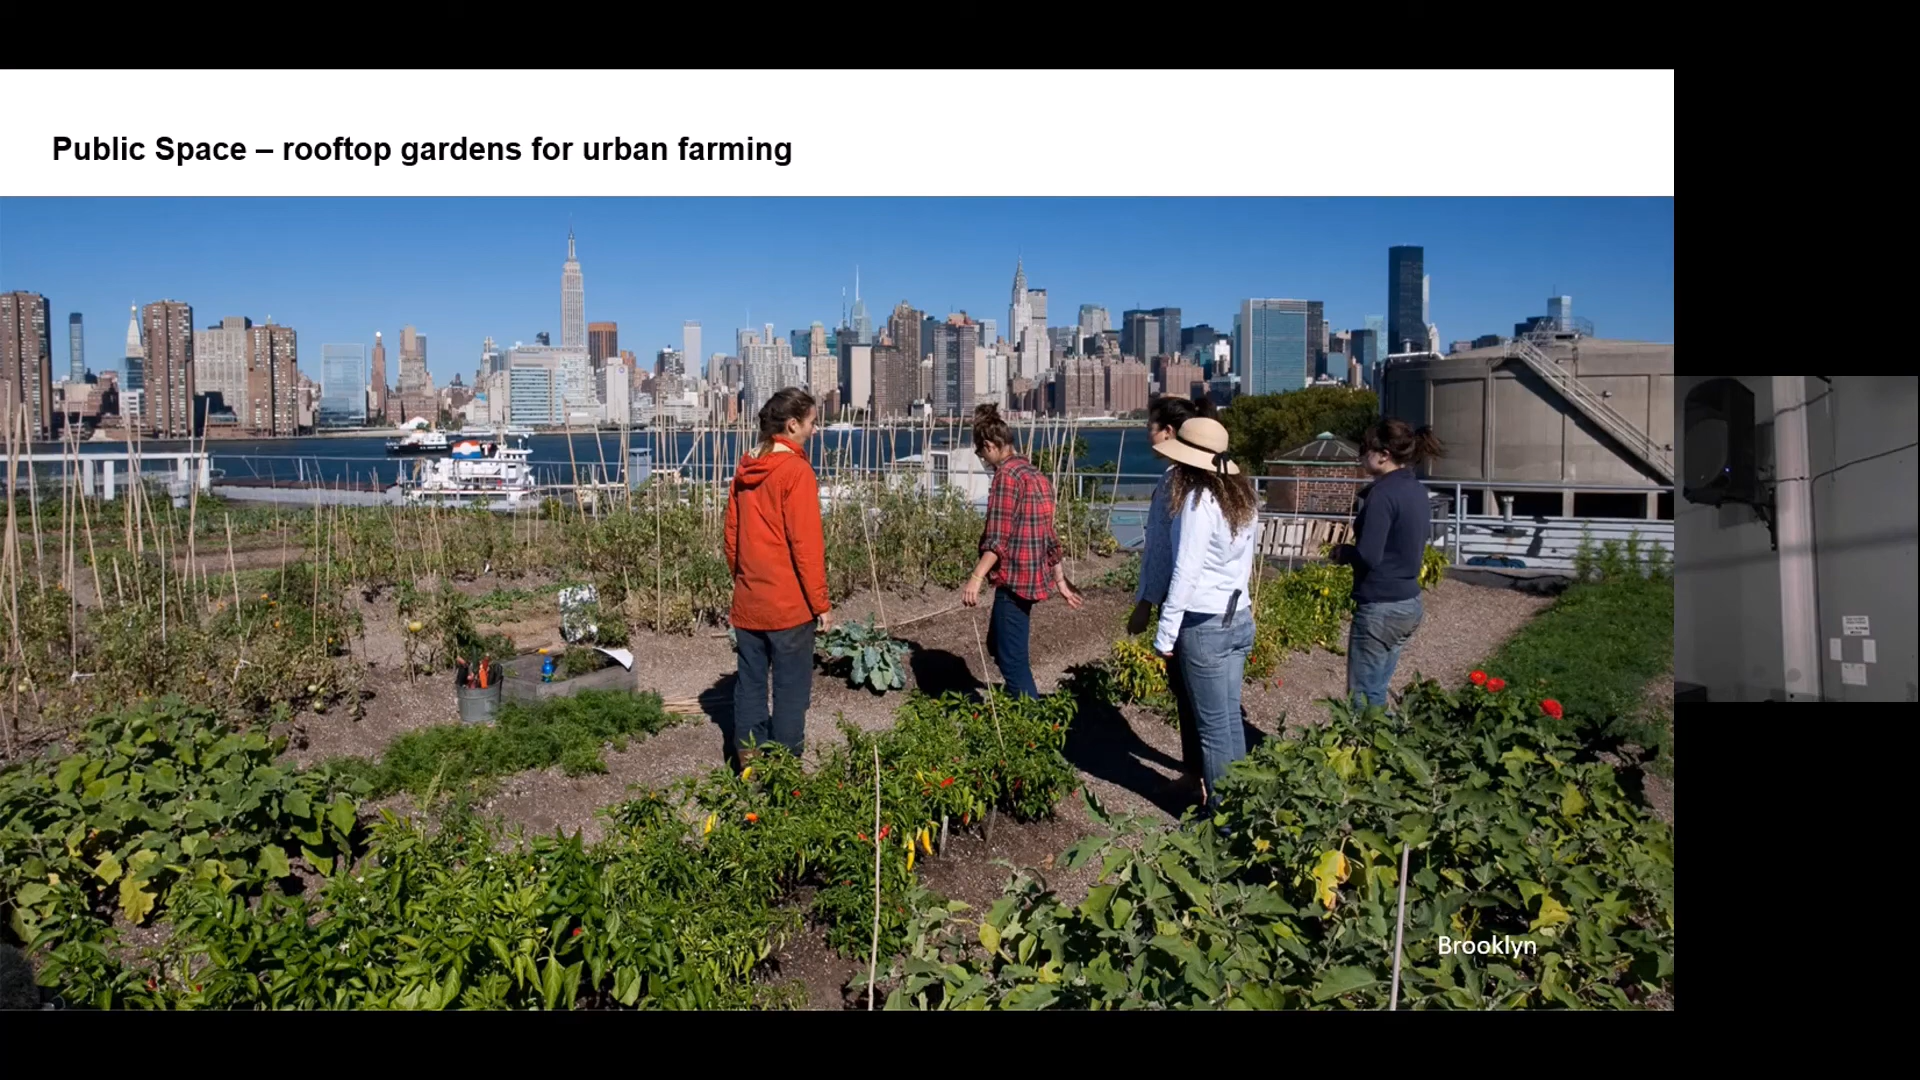 Public Space – rooftop gardens for urban farming
Brooklyn